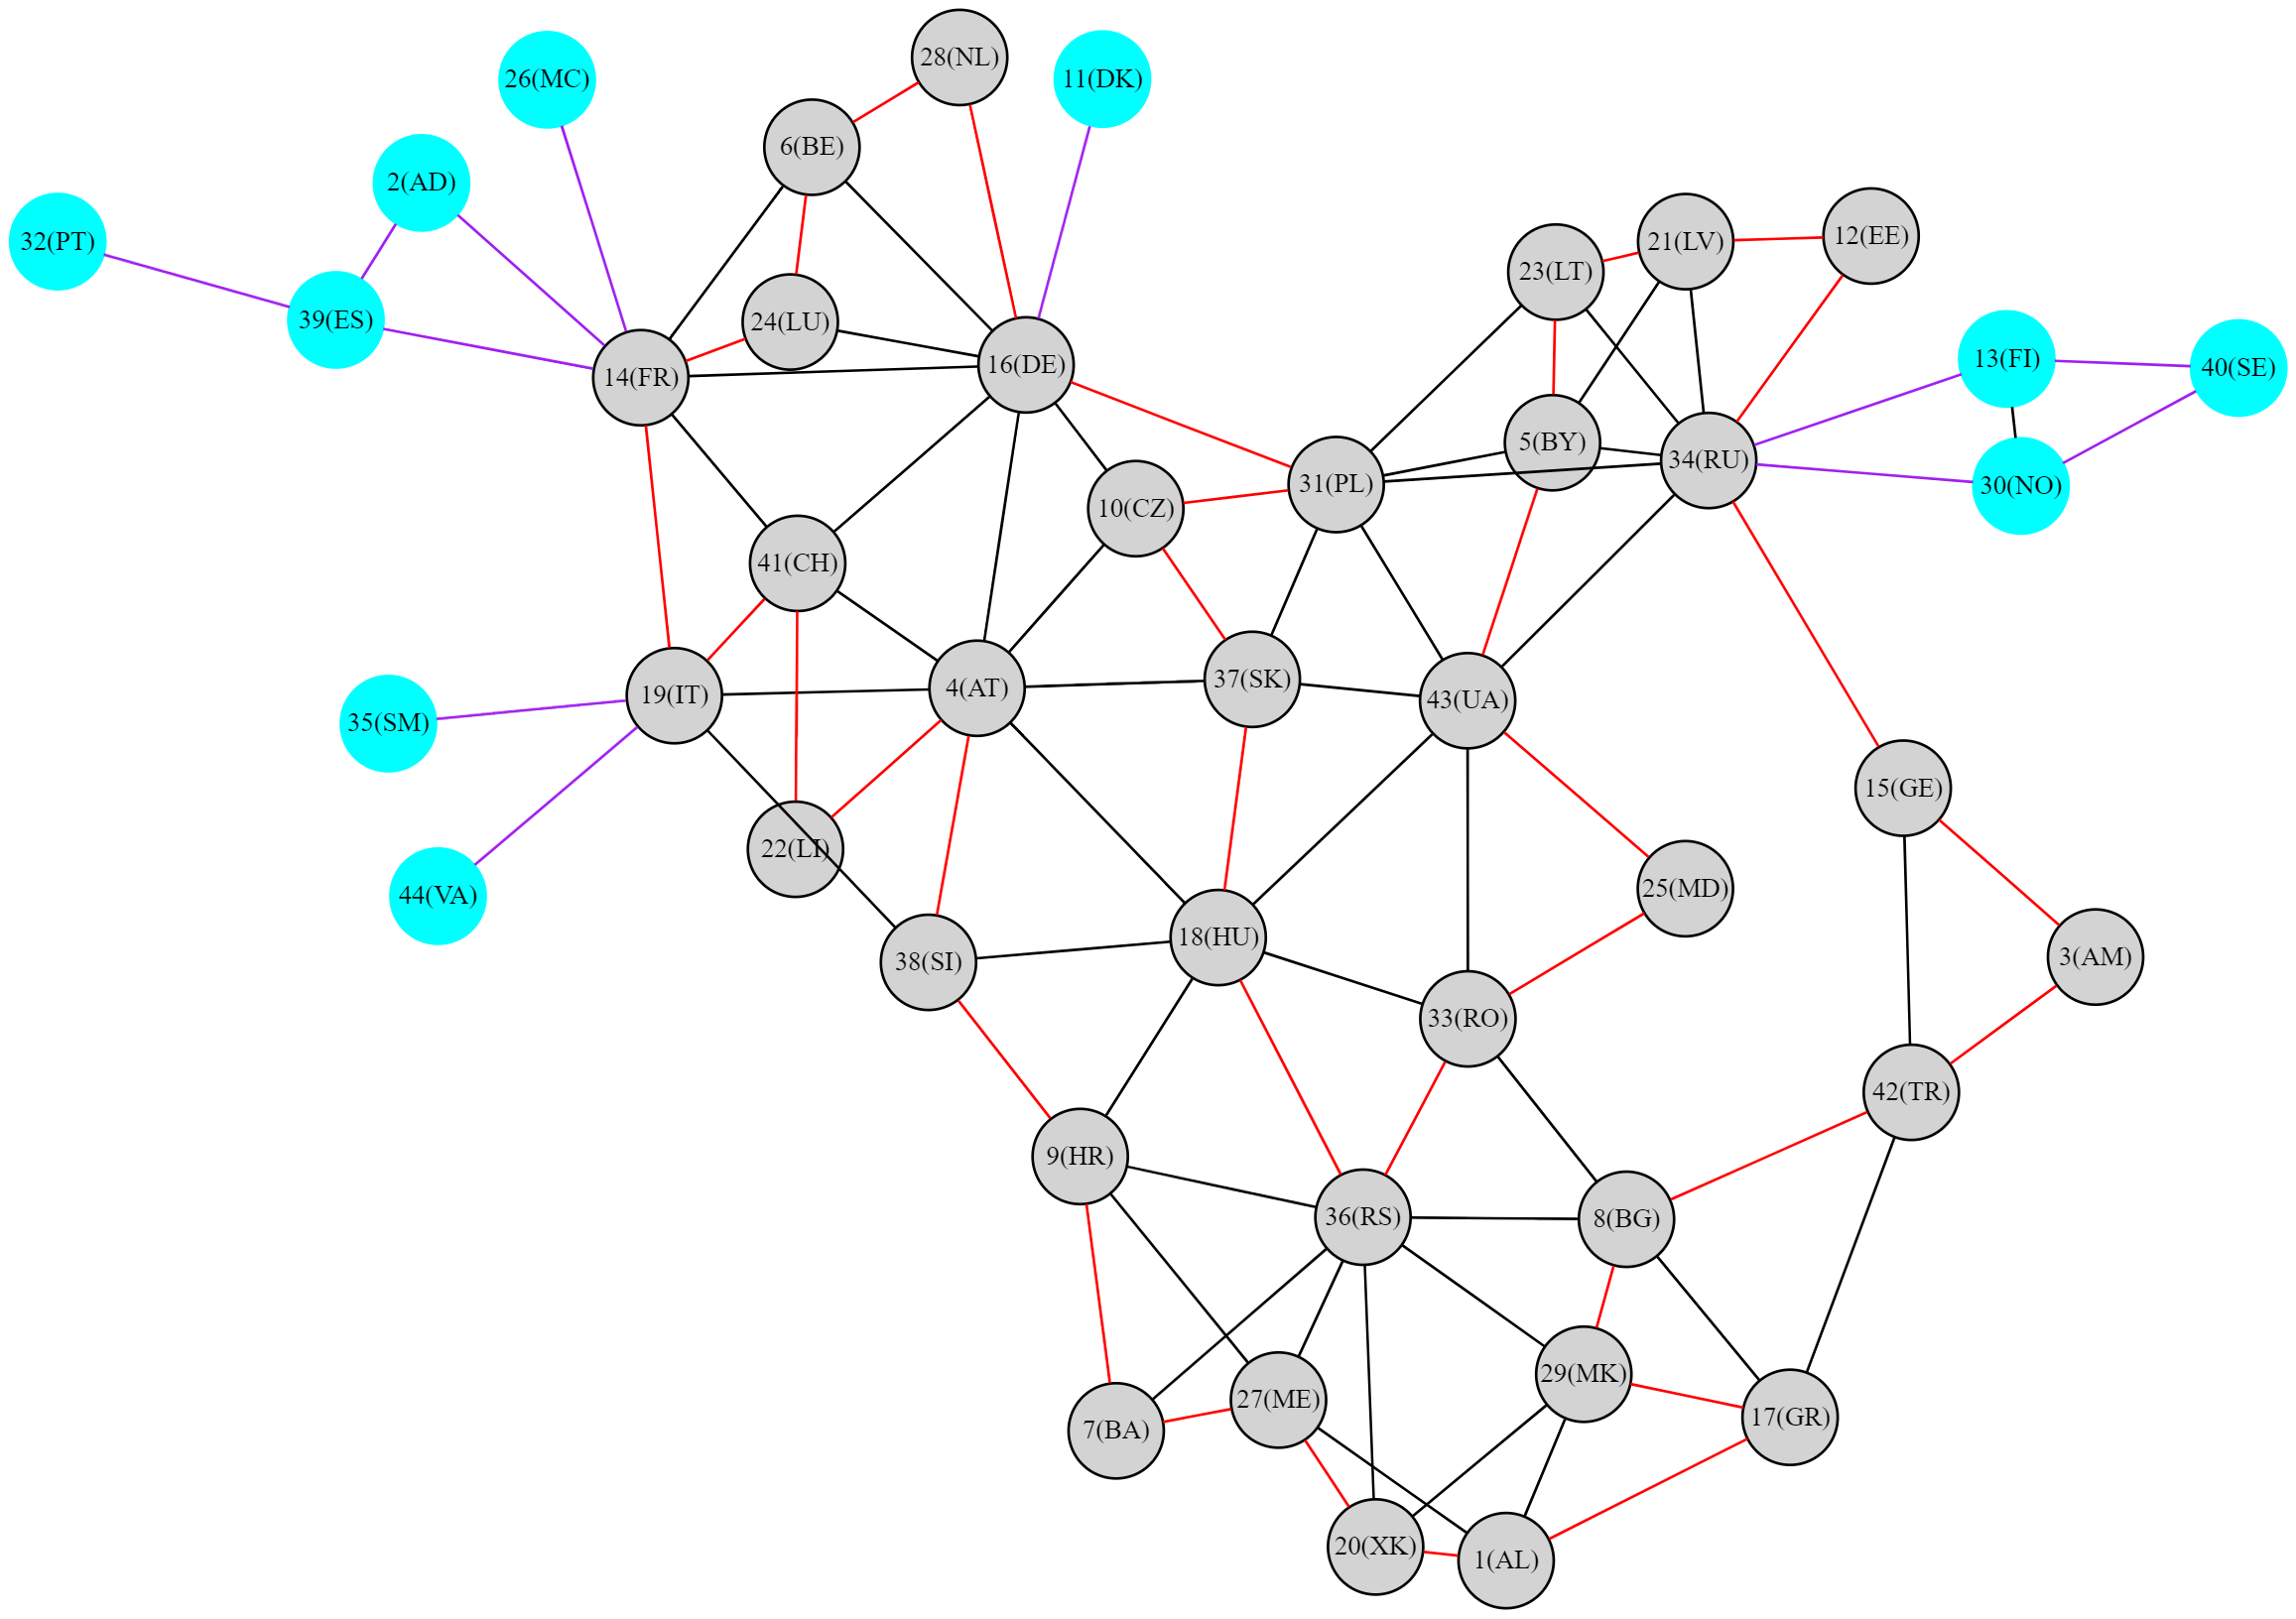 28(NL)
26(MC)
11(DK)
6(BE)
2(AD)
32(PT)
21(LV)
12(EE)
23(LT)
39(ES)
24(LU)
13(FI)
16(DE)
40(SE)
14(FR)
5(BY)
34(RU)
31(PL)
30(NO)
10(CZ)
41(CH)
37(SK)
4(AT)
19(IT)
43(UA)
35(SM)
15(GE)
22(LI)
25(MD)
44(VA)
18(HU)
3(AM)
38(SI)
33(RO)
42(TR)
9(HR)
36(RS)
8(BG)
29(MK)
27(ME)
17(GR)
7(BA)
20(XK)
1(AL)